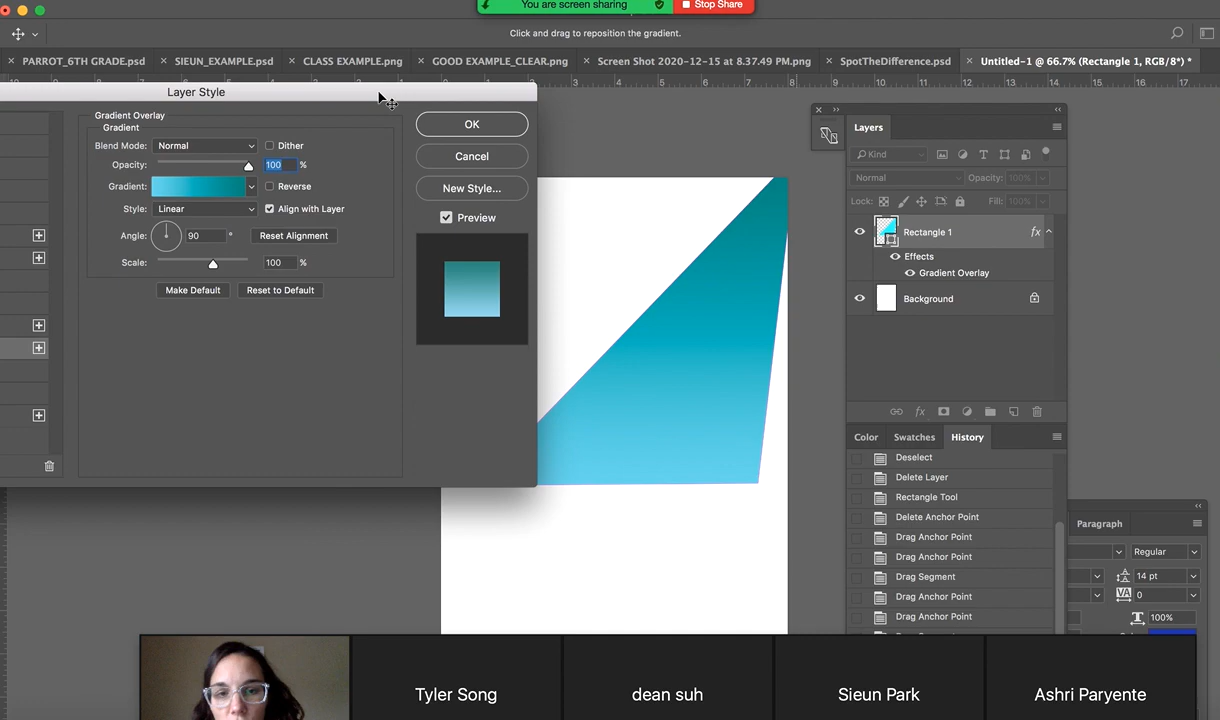 You are screen sharing
Stop Share
Click and drag to reposition the gradient.
PARROT_6TH GRADE.psd
SIEUN_EXAMPLE.psd
CLASS EXAMPLE.png
GOOD EXAMPLE_CLEAR.png
Screen Shot 2020-12-15 at 8.37.49 PM.png
SpotTheDifference.psd
Untitled-1 @ 66.7% (Rectangle 1, RGB/8*) *
Layer Style
Gradient Overlay
Gradient
Blend Mode: Normal
Dither
Opacity: 100 %
Gradient:
Reverse
Style: Linear
Align with Layer
Angle: 90 °
Reset Alignment
Scale: 100 %
Make Default
Reset to Default
OK
Cancel
New Style...
Preview
Layers
Kind
Normal
Opacity: 100%
Lock:
Fill: 100%
Rectangle 1
fx
Effects
Gradient Overlay
Background
fx
Color
Swatches
History
Deselect
Delete Layer
Rectangle Tool
Delete Anchor Point
Drag Anchor Point
Drag Anchor Point
Drag Segment
Drag Anchor Point
Drag Anchor Point
Paragraph
Regular
14 pt
VA 0
T 100%
Tyler Song
dean suh
Sieun Park
Ashri Paryente